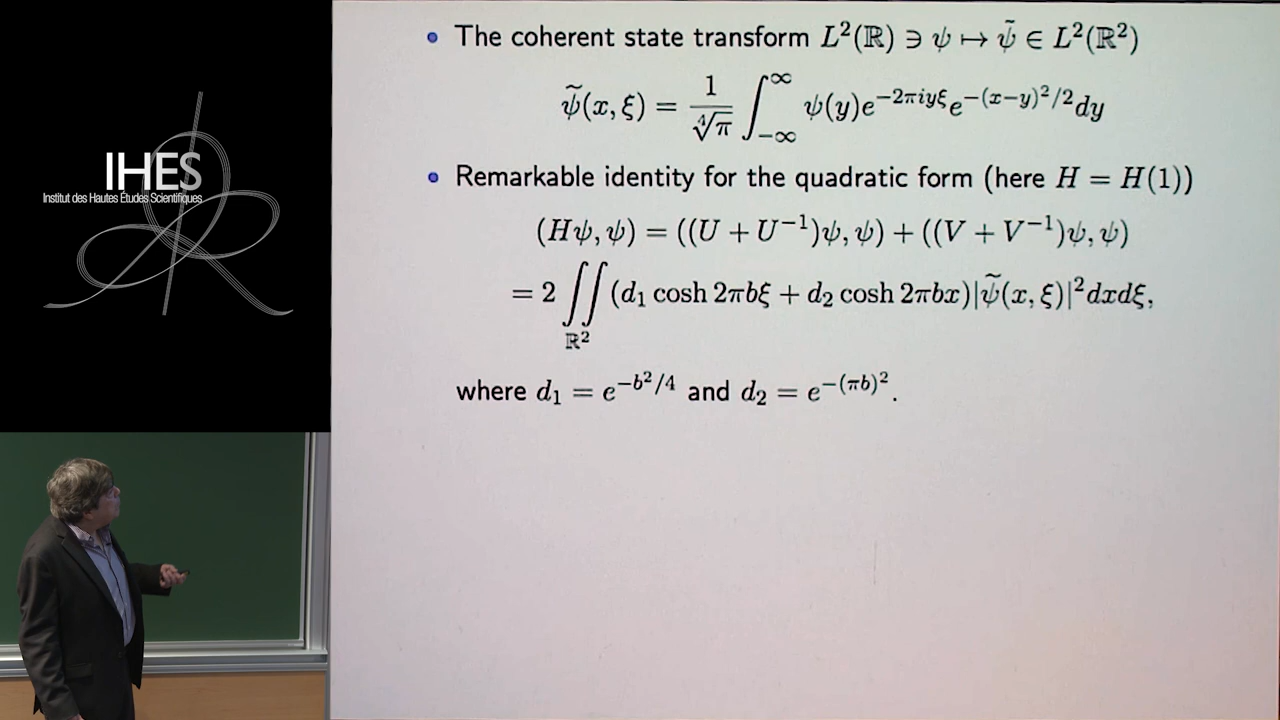 IHES
Institut des Hautes Études Scientifiques
• The coherent state transform L²(ℝ) ∋ ψ ↦ ψ̃ ∈ L²(ℝ²)
ψ̃(x, ξ) = 1/∜π ∫_{-∞}^{∞} ψ(y)e^{-2πiyξ}e^{-(x-y)²/2}dy
• Remarkable identity for the quadratic form (here H = H(1))
(Hψ, ψ) = ((U + U⁻¹)ψ, ψ) + ((V + V⁻¹)ψ, ψ)
= 2 ∬_{ℝ²} (d₁ cosh 2πbξ + d₂ cosh 2πbx)|ψ̃(x, ξ)|²dxdξ,
where d₁ = e^{-b²/4} and d₂ = e^{-(πb)²}.